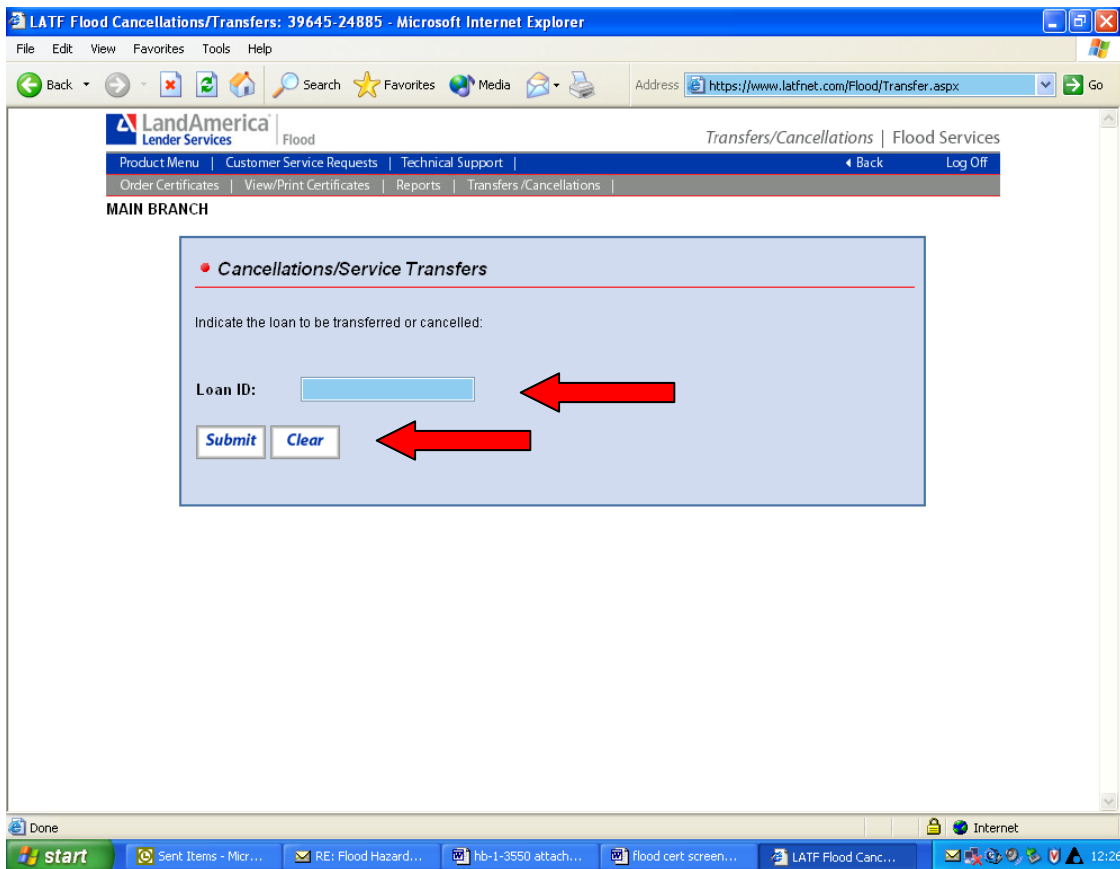 LATF Flood Cancellations/Transfers: 39645-24885 - Microsoft Internet Explorer
File Edit View Favorites Tools Help
Back Search Favorites Media Address https://www.latfnet.com/Flood/Transfer.aspx Go
LandAmerica
Lender Services Flood Transfers/Cancellations | Flood Services
Product Menu | Customer Service Requests | Technical Support | Back Log Off
Order Certificates | View/Print Certificates | Reports | Transfers/Cancellations |
MAIN BRANCH
Cancellations/Service Transfers
Indicate the loan to be transferred or cancelled:
Loan ID:
Submit Clear
Done Internet
start Sent Items - Micr... RE: Flood Hazard... hb-1-3550 attach... flood cert screen... LATF Flood Canc... 12:26